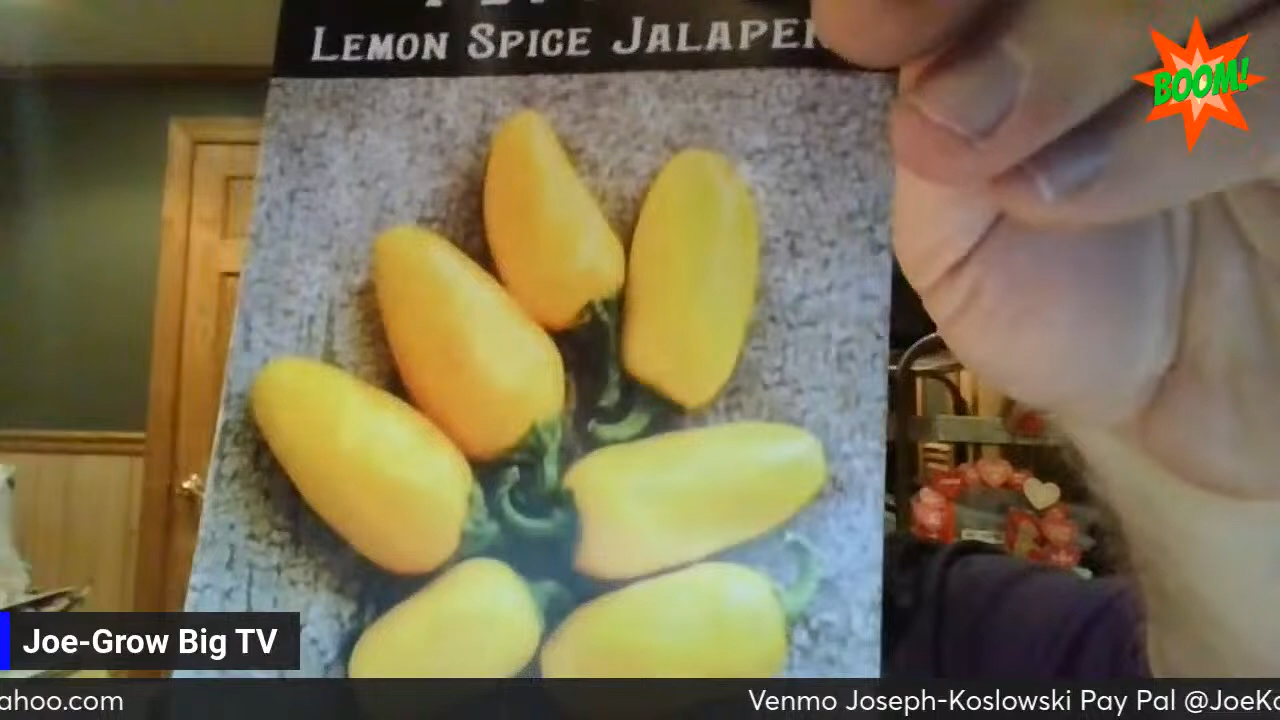 LEMON SPICE JALAPE
BOOM!
Joe-Grow Big TV
ahoo.com
Venmo Joseph-Koslowski Pay Pal @JoeKo